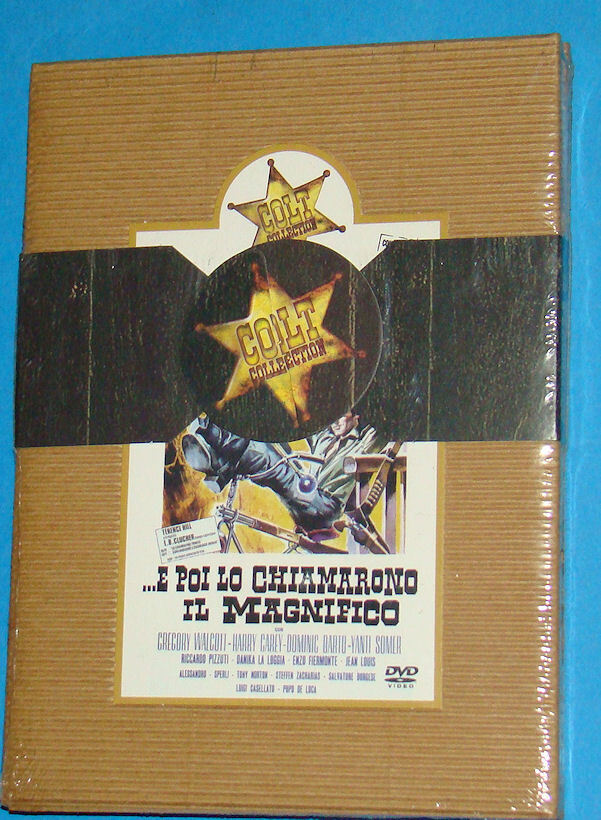 COLT
COLLECTION
COLT
COLLECTION
TERENCE HILL
E.B. CLUCHER
...E POI LO CHIAMARONO
IL MAGNIFICO
CON
GREGORY WALCOTT - HARRY CAREY - DOMINIC BARTO - YANTI SOMER
RICCARDO PIZZUTI - DANIKA LA LOGGIA - ENZO FIERMONTE - JEAN LOUIS
ALESSANDRO - SPERLI - TONY NORTON - STEFFEN ZACHARIAS - SALVATORE BORGESE
LUIGI CASELLATO - PUPO DE LUCA
DVD
VIDEO